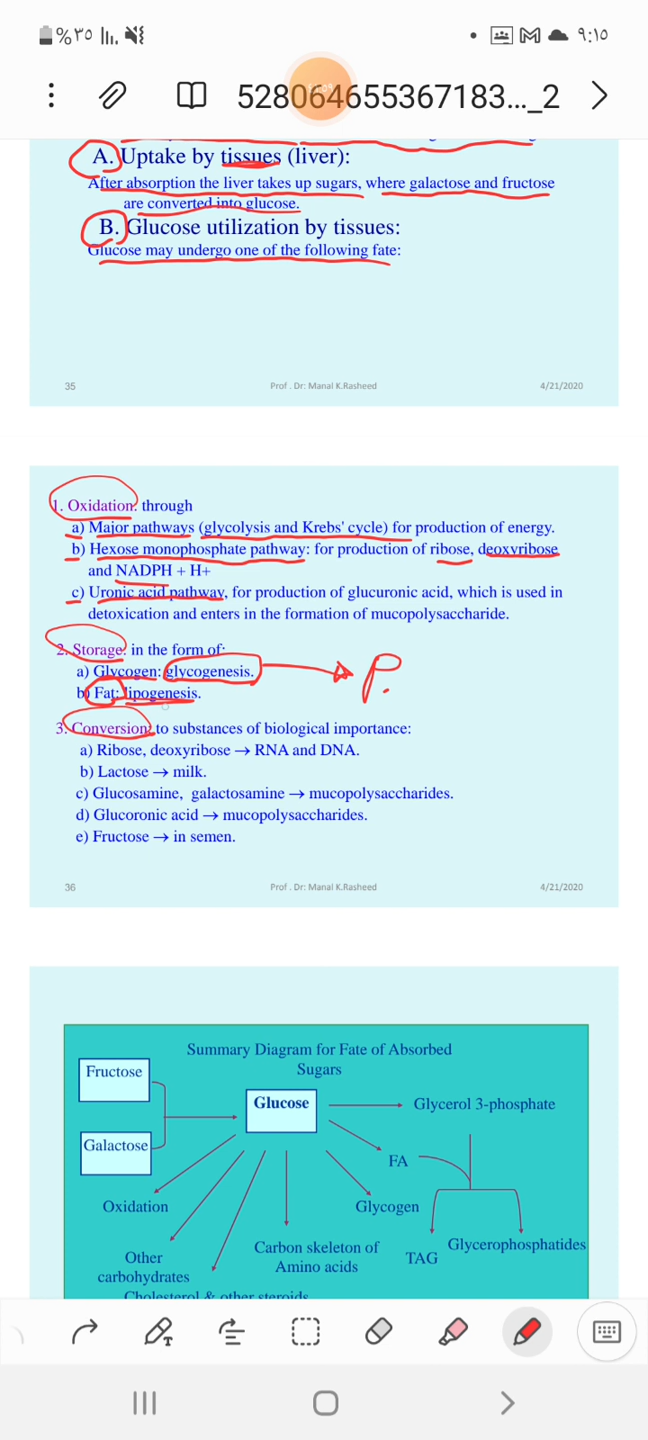 %٣٥ ٩:١٥
528064655367183..._2
A. Uptake by tissues (liver):
After absorption the liver takes up sugars, where galactose and fructose
are converted into glucose.
B. Glucose utilization by tissues:
Glucose may undergo one of the following fate:
35 Prof . Dr: Manal K.Rasheed 4/21/2020
1. Oxidation: through
a) Major pathways (glycolysis and Krebs' cycle) for production of energy.
b) Hexose monophosphate pathway: for production of ribose, deoxyribose
and NADPH + H+
c) Uronic acid pathway, for production of glucuronic acid, which is used in
detoxication and enters in the formation of mucopolysaccharide.
2. Storage: in the form of:
a) Glycogen: glycogenesis.
P.
b) Fat: lipogenesis.
3. Conversion: to substances of biological importance:
a) Ribose, deoxyribose → RNA and DNA.
b) Lactose → milk.
c) Glucosamine, galactosamine → mucopolysaccharides.
d) Glucoronic acid → mucopolysaccharides.
e) Fructose → in semen.
36 Prof . Dr: Manal K.Rasheed 4/21/2020
Summary Diagram for Fate of Absorbed
Sugars
Fructose
Glucose
Glycerol 3-phosphate
Galactose
FA
Oxidation
Glycogen
Carbon skeleton of
Amino acids
TAG
Glycerophosphatides
Other
carbohydrates
Cholesterol & other steroids